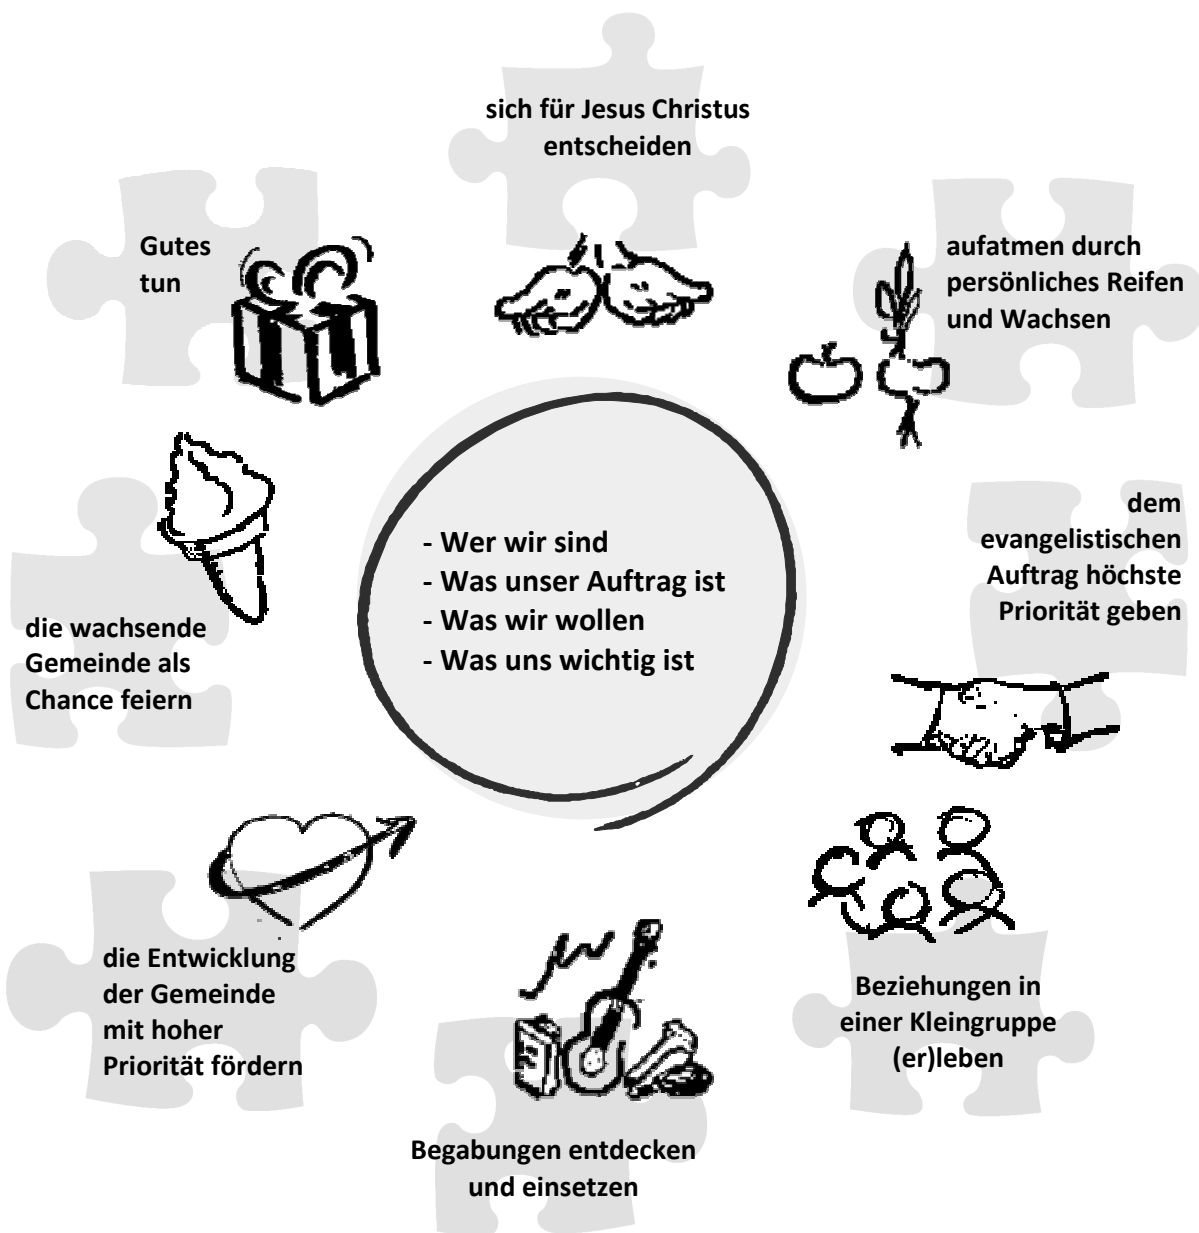 sich für Jesus Christus
entscheiden
Gutes
tun
aufatmen durch
persönliches Reifen
und Wachsen
dem
evangelistischen
Auftrag höchste
Priorität geben
- Wer wir sind
- Was unser Auftrag ist
- Was wir wollen
- Was uns wichtig ist
die wachsende
Gemeinde als
Chance feiern
die Entwicklung
der Gemeinde
mit hoher
Priorität fördern
Beziehungen in
einer Kleingruppe
(er)leben
Begabungen entdecken
und einsetzen